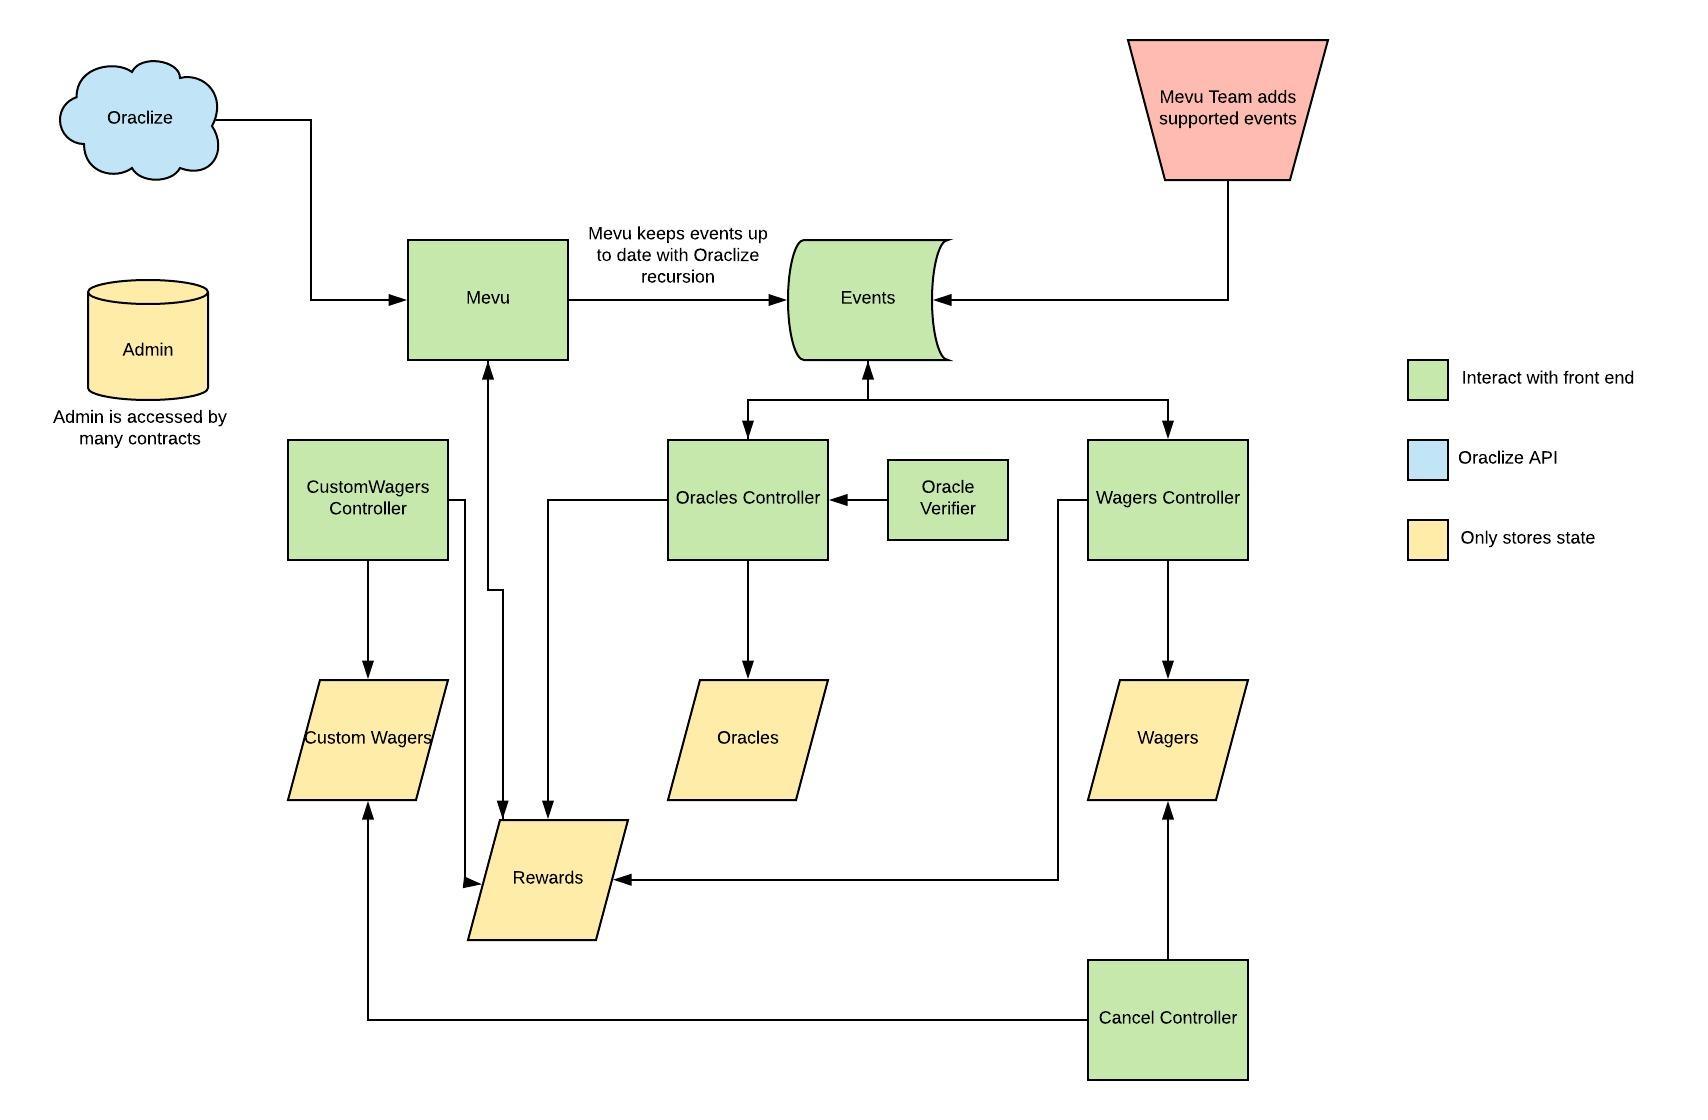 Oraclize
Mevu Team adds
supported events
Mevu keeps events up
to date with Oraclize
recursion
Mevu
Events
Admin
Admin is accessed by
many contracts
Interact with front end
Oraclize API
Only stores state
CustomWagers
Controller
Oracles Controller
Oracle
Verifier
Wagers Controller
Custom Wagers
Oracles
Wagers
Rewards
Cancel Controller